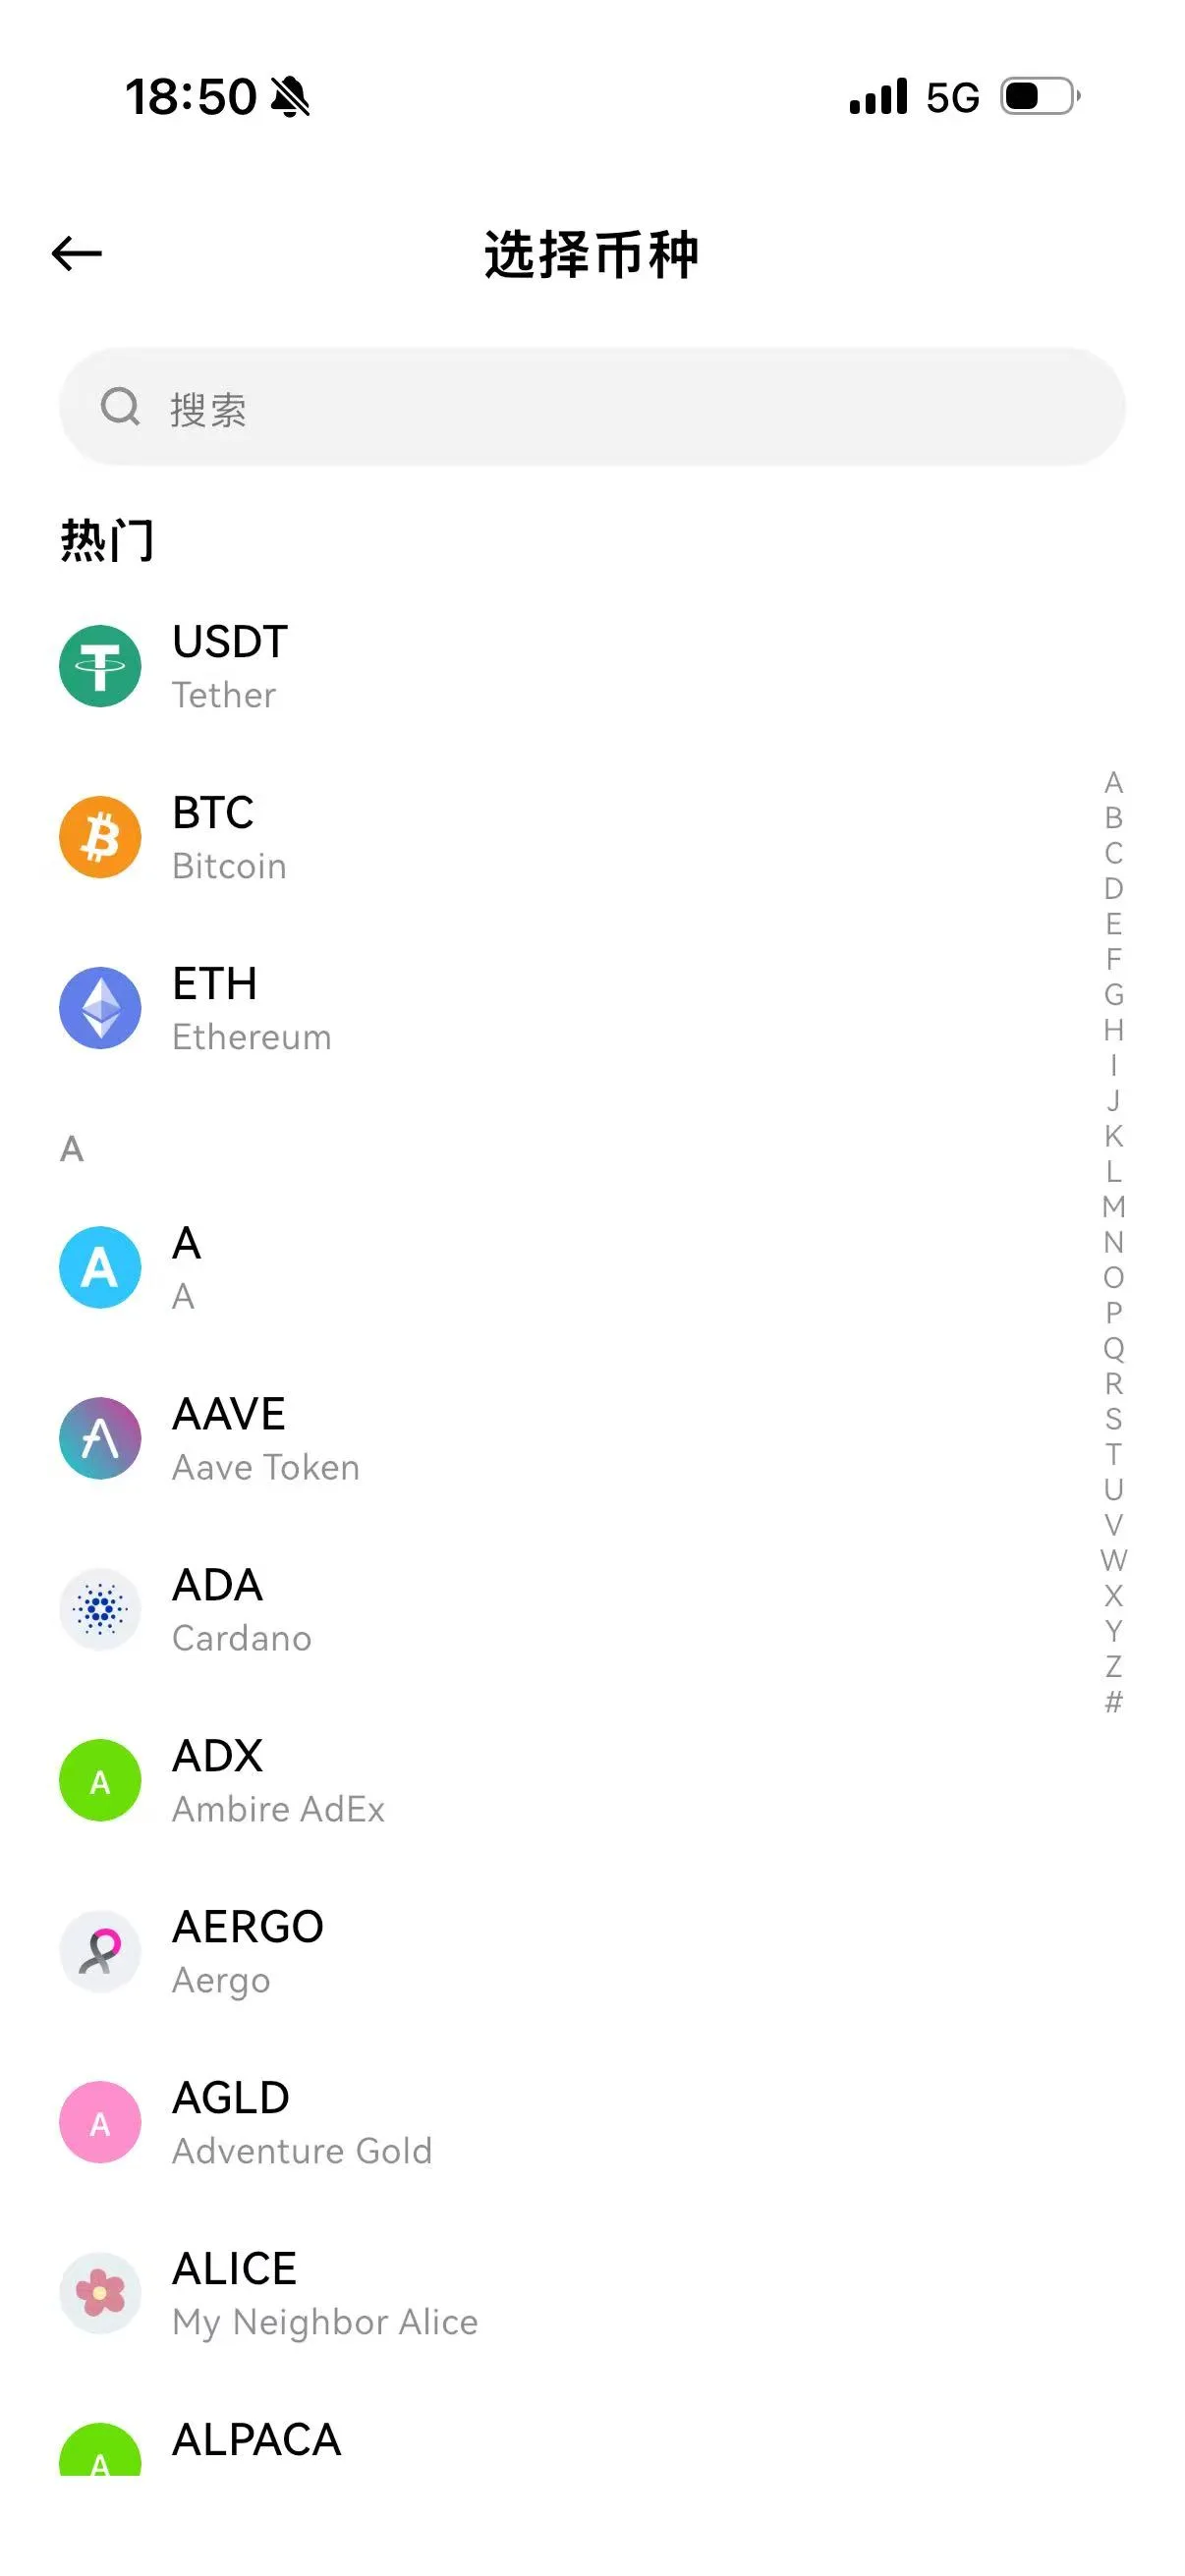 18:50
5G
选择币种
搜索
热门
USDT
Tether
BTC
Bitcoin
ETH
Ethereum
A
A
A
A
AAVE
Aave Token
ADA
Cardano
A
ADX
Ambire AdEx
AERGO
Aergo
A
AGLD
Adventure Gold
ALICE
My Neighbor Alice
A
ALPACA
A
B
C
D
E
F
G
H
I
J
K
L
M
N
O
P
Q
R
S
T
U
V
W
X
Y
Z
#